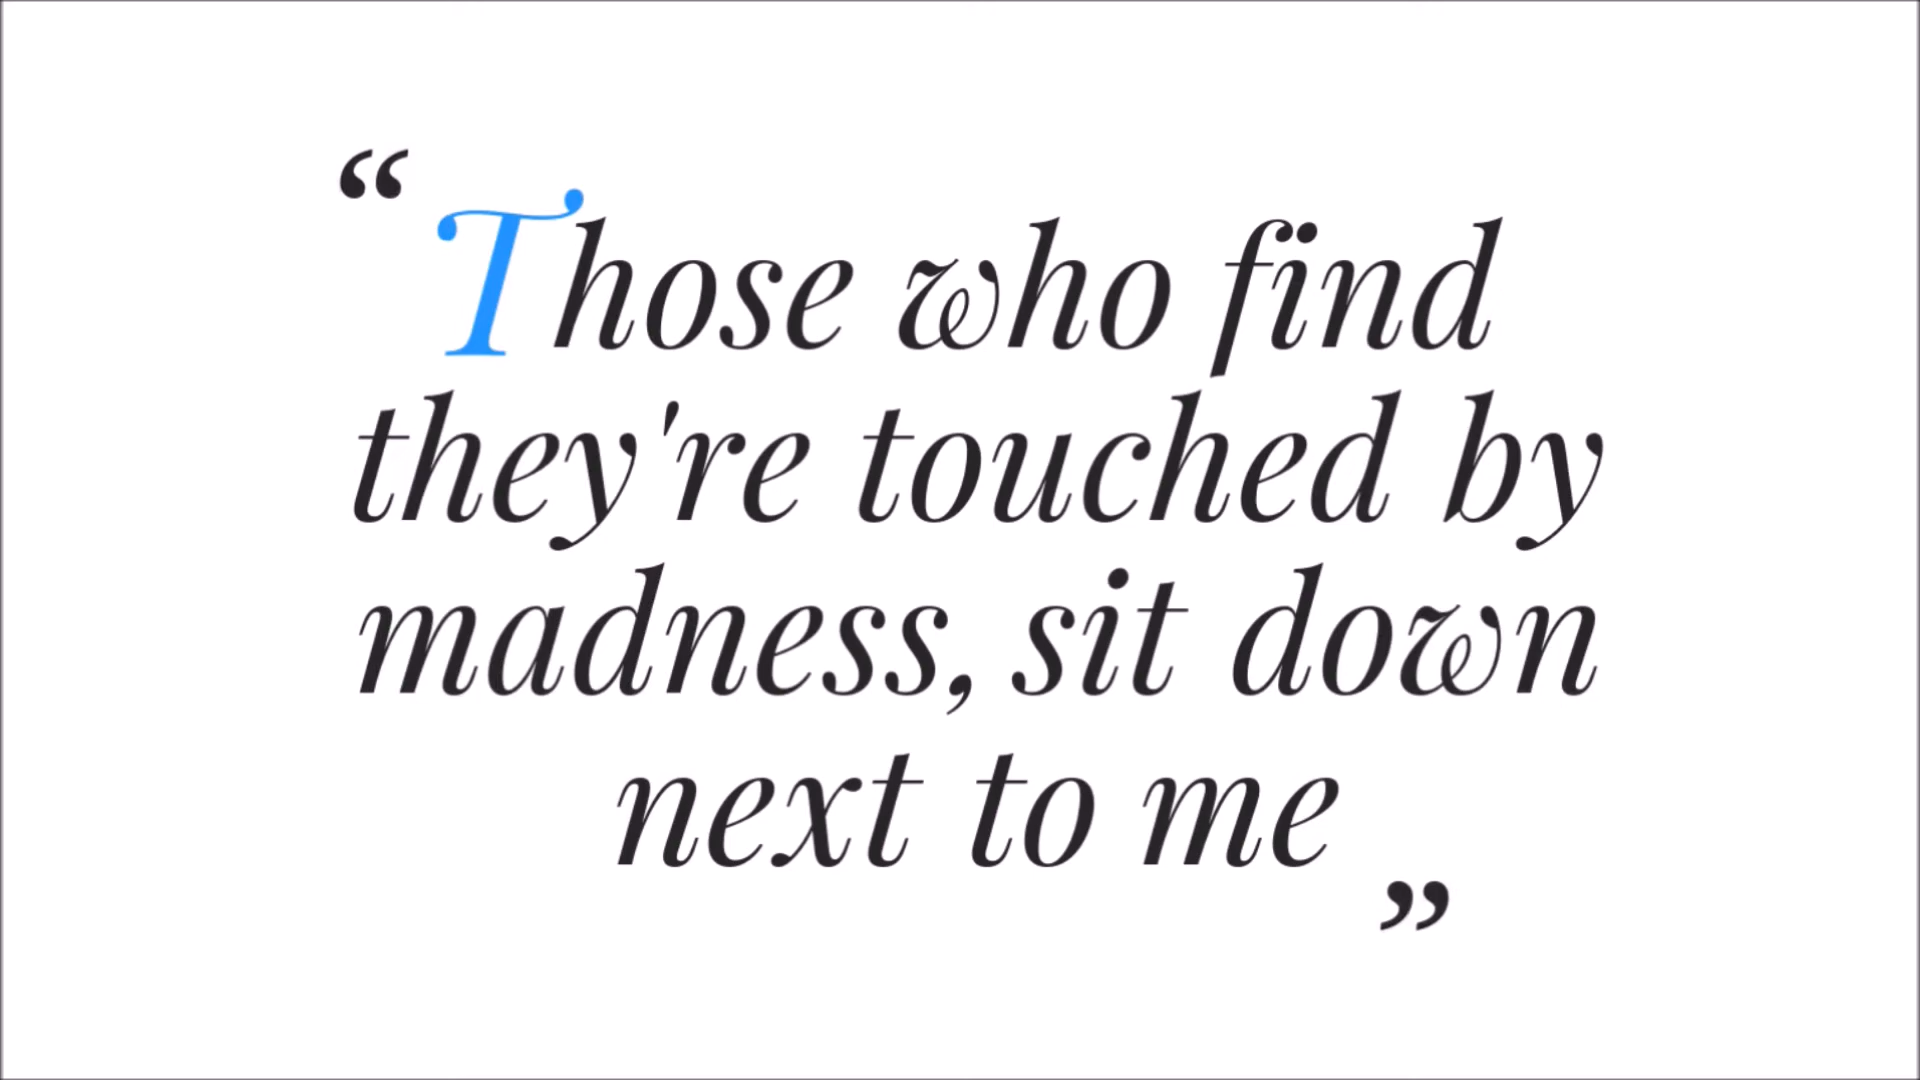 “Those who find
they're touched by
madness, sit down
next to me”